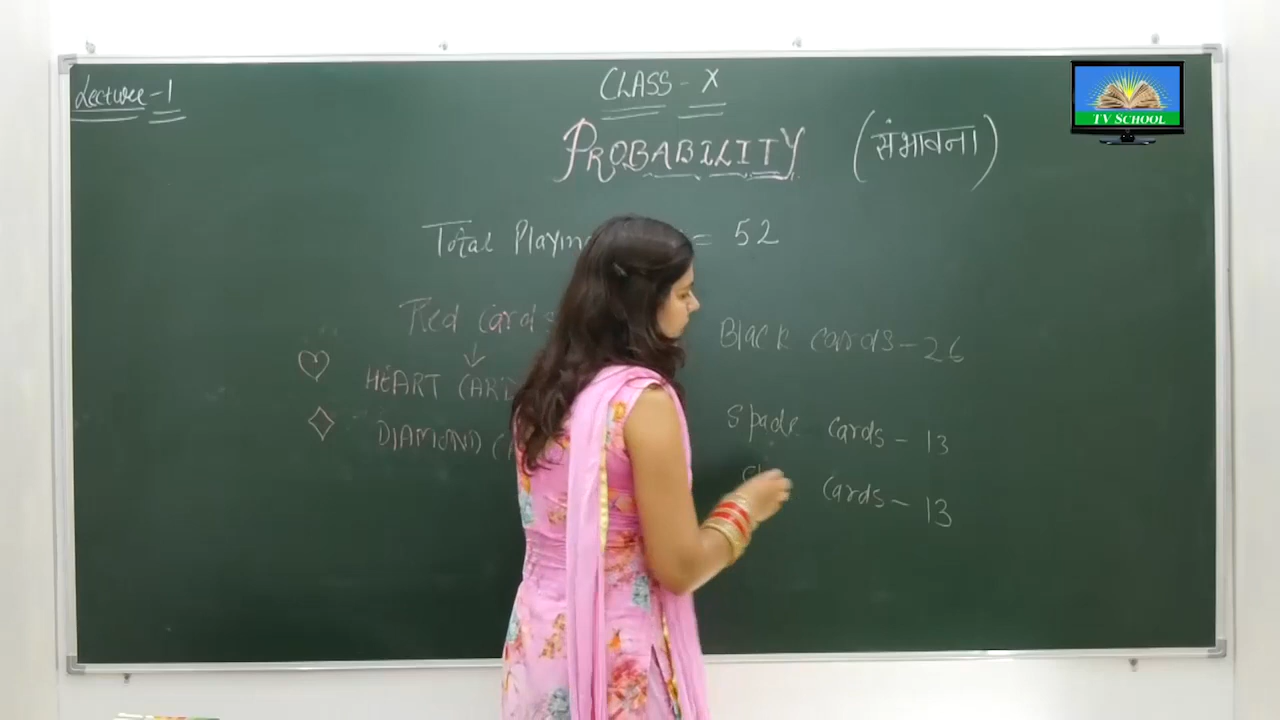 Lecture-1
CLASS - X
PROBABILITY (संभावना)
TV SCHOOL
Total Playin = 52
Red cards
Black cards - 26
HEART CARD
Spade cards - 13
DIAMOND (
cards - 13